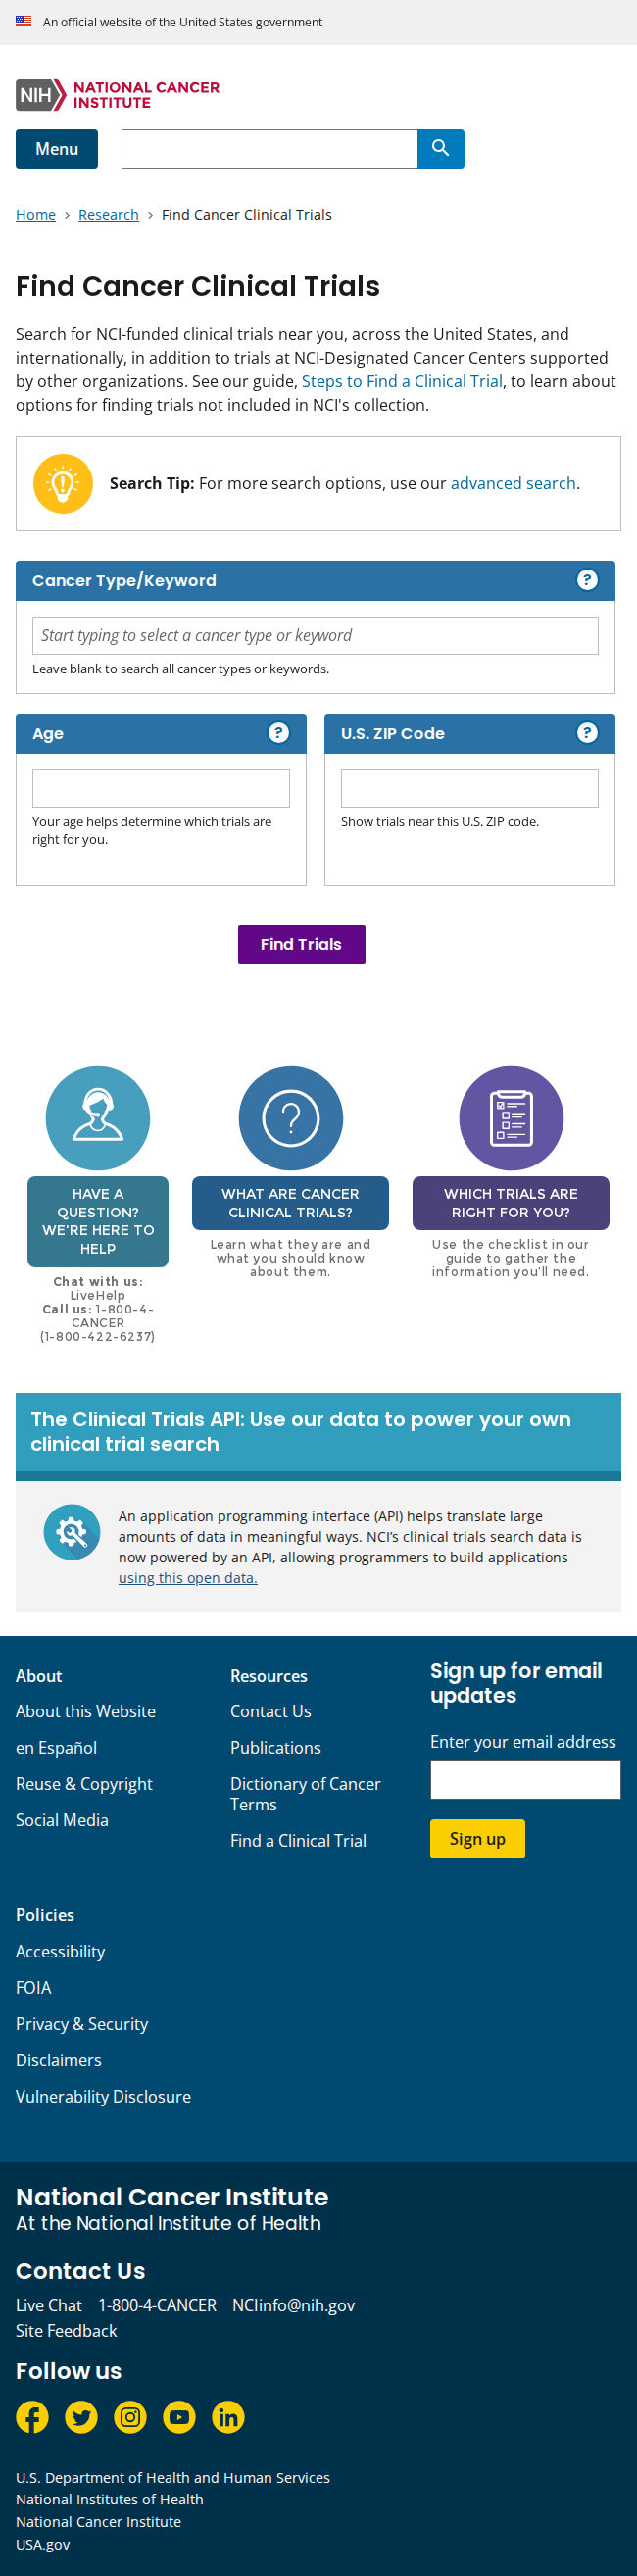 An official website of the United States government
NIH NATIONAL CANCER
INSTITUTE
Menu
Home › Research › Find Cancer Clinical Trials
Find Cancer Clinical Trials
Search for NCI-funded clinical trials near you, across the United States, and
internationally, in addition to trials at NCI-Designated Cancer Centers supported
by other organizations. See our guide, Steps to Find a Clinical Trial, to learn about
options for finding trials not included in NCI's collection.
Search Tip: For more search options, use our advanced search.
Cancer Type/Keyword ?
Start typing to select a cancer type or keyword
Leave blank to search all cancer types or keywords.
Age ?
Your age helps determine which trials are
right for you.
U.S. ZIP Code ?
Show trials near this U.S. ZIP code.
Find Trials
HAVE A
QUESTION?
WE'RE HERE TO
HELP
Chat with us:
LiveHelp
Call us: 1-800-4-
CANCER
(1-800-422-6237)
WHAT ARE CANCER
CLINICAL TRIALS?
Learn what they are and
what you should know
about them.
WHICH TRIALS ARE
RIGHT FOR YOU?
Use the checklist in our
guide to gather the
information you'll need.
The Clinical Trials API: Use our data to power your own
clinical trial search
An application programming interface (API) helps translate large
amounts of data in meaningful ways. NCI's clinical trials search data is
now powered by an API, allowing programmers to build applications
using this open data.
About
About this Website
en Español
Reuse & Copyright
Social Media
Resources
Contact Us
Publications
Dictionary of Cancer
Terms
Find a Clinical Trial
Sign up for email
updates
Enter your email address
Sign up
Policies
Accessibility
FOIA
Privacy & Security
Disclaimers
Vulnerability Disclosure
National Cancer Institute
At the National Institute of Health
Contact Us
Live Chat 1-800-4-CANCER NCIinfo@nih.gov
Site Feedback
Follow us
U.S. Department of Health and Human Services
National Institutes of Health
National Cancer Institute
USA.gov